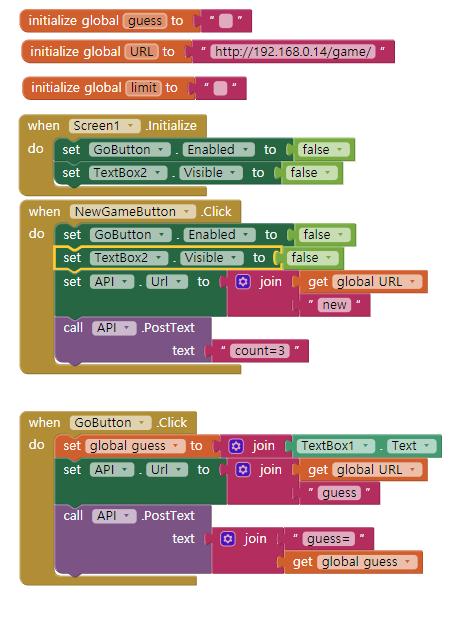 initialize global guess to " "
initialize global URL to " http://192.168.0.14/game/ "
initialize global limit to " "
when Screen1 .Initialize
do set GoButton . Enabled to false
set TextBox2 . Visible to false
when NewGameButton .Click
do set GoButton . Enabled to false
set TextBox2 . Visible to false
set API . Url to join get global URL
" new "
call API .PostText
text " count=3 "
when GoButton .Click
do set global guess to join TextBox1 . Text
set API . Url to join get global URL
" guess "
call API .PostText
text join " guess= "
get global guess